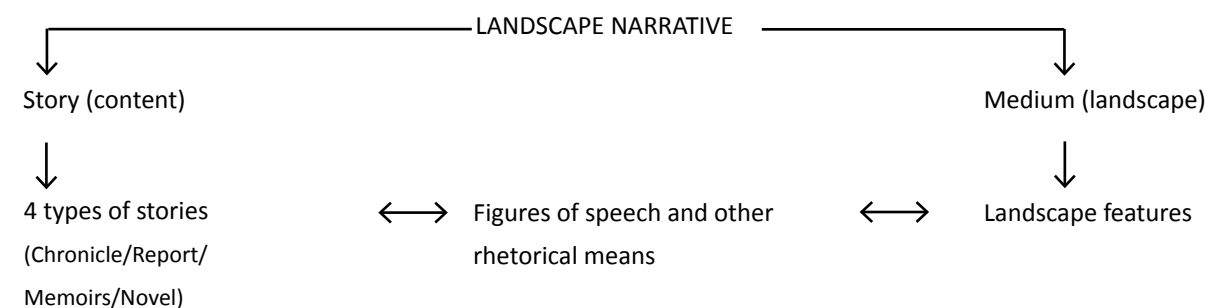 LANDSCAPE NARRATIVE
Story (content)
Medium (landscape)
4 types of stories
(Chronicle/Report/
Memoirs/Novel)
Figures of speech and other
rhetorical means
Landscape features